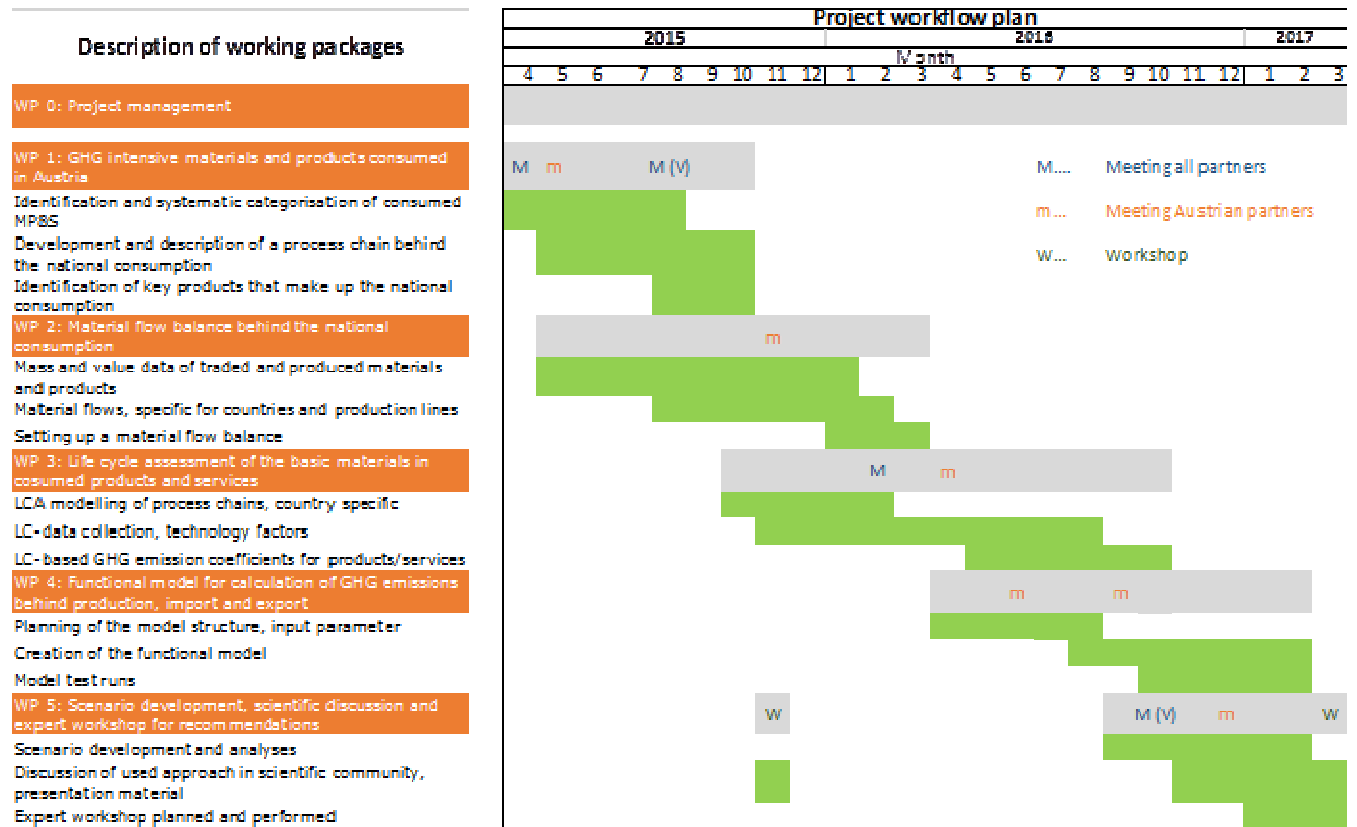 Project workflow plan
Description of working packages
2015 2016 2017
Month
4 5 6 7 8 9 10 11 12 1 2 3 4 5 6 7 8 9 10 11 12 1 2 3
WP 0: Project management
WP 1: GHG intensive materials and products consumed
in Austria
M m M (V)
M.... Meeting all partners
Identification and systematic categorisation of consumed
MP&S
m ... Meeting Austrian partners
Development and description of a process chain behind
the national consumption
W... Workshop
Identification of key products that make up the national
consumption
WP 2: Material flow balance behind the national
consumption
m
Mass and value data of traded and produced materials
and products
Material flows, specific for countries and production lines
Setting up a material flow balance
WP 3: Life cycle assessment of the basic materials in
cosumed products and services
M m
LCA modelling of process chains, country specific
LC-data collection, technology factors
LC-based GHG emission coefficients for products/services
WP 4: Functional model for calculation of GHG emissions
behind production, import and export
m m
Planning of the model structure, input parameter
Creation of the functional model
Model test runs
WP 5: Scenario development, scientific discussion and
expert workshop for recommendations
W M (V) m W
Scenario development and analyses
Discussion of used approach in scientific community,
presentation material
Expert workshop planned and performed